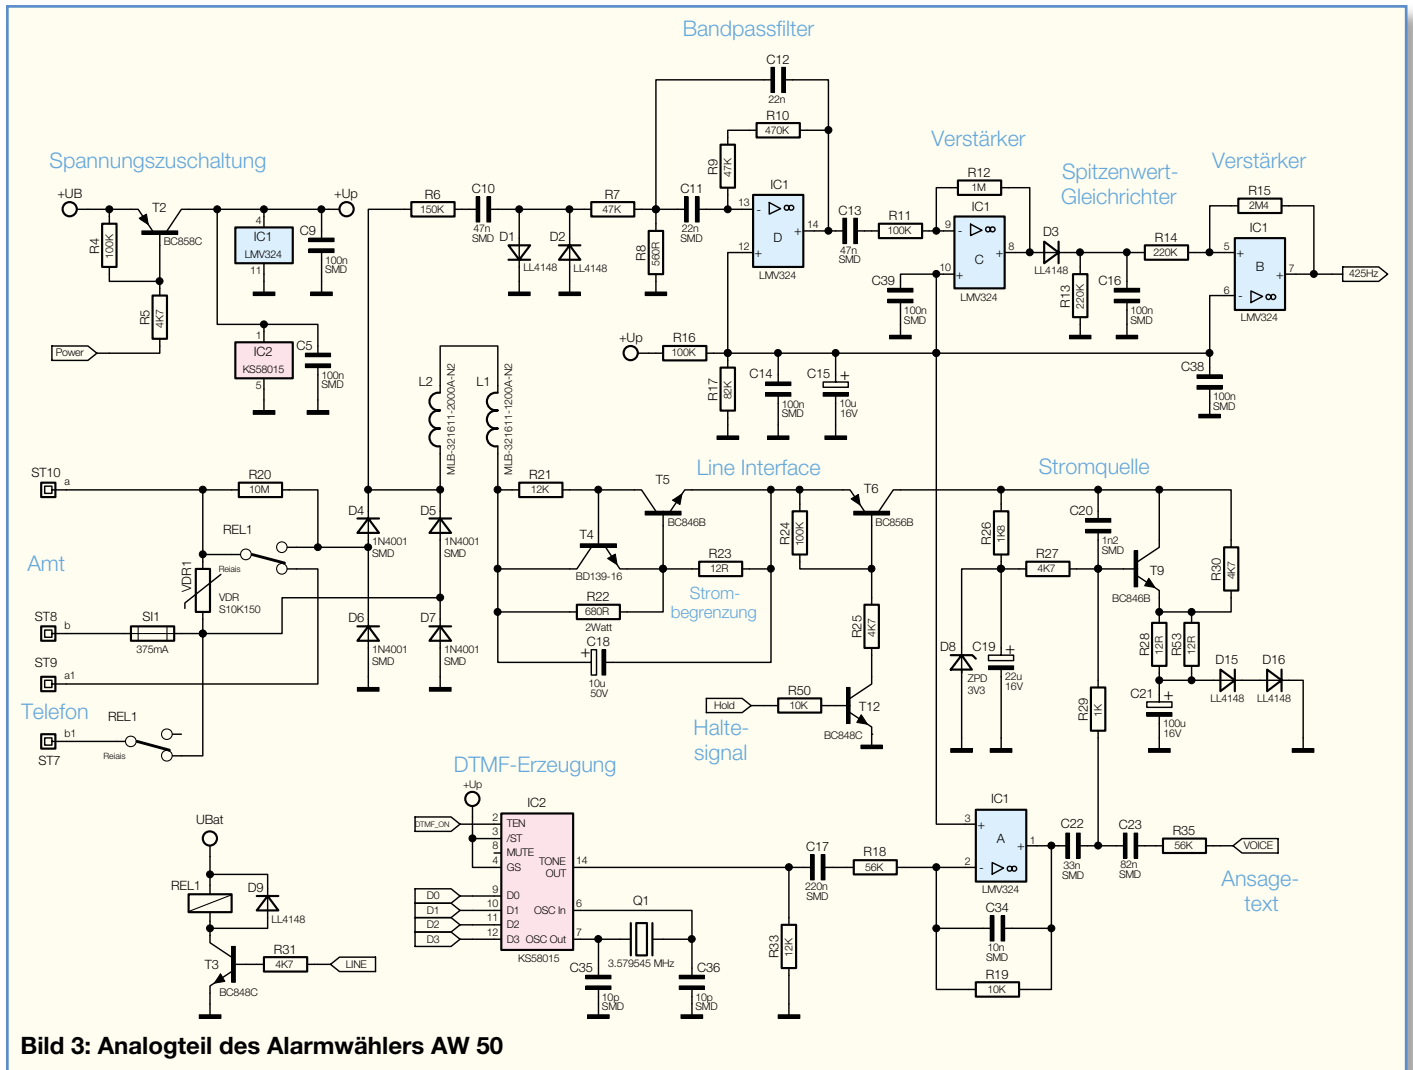 Bandpassfilter
C12
22n
R10
470K
R9
47K
Verstärker
R12
1M
Spannungszuschaltung
Spitzenwert-
Gleichrichter
Verstärker
R15
2M4
+UB
T2
BC858C
+Up
R4
100K
4
IC1
LMV324
11
C9
100n
SMD
R5
4K7
Power
1
IC2
KS58015
5
C5
100n
SMD
R6
150K
C10
47n
SMD
D1
LL4148
D2
LL4148
R7
47K
R8
560R
C11
22n
SMD
IC1
13
-
▷∞
D
12
+
14
LMV324
C13
47n
SMD
R11
100K
IC1
9
-
▷∞
C
10
+
8
+
LMV324
C39
100n
SMD
D3
LL4148
R13
220K
C16
100n
SMD
R14
220K
IC1
5
+
B
6
-
▷∞
7
+
LMV324
425Hz
+Up
R16
100K
R17
82K
C14
100n
SMD
C15
+
10u
16V
C38
100n
SMD
L2
MLB-321611-2000A-N2
L1
MLB-321611-1200A-N2
Line Interface
Stromquelle
ST10
a
R20
10M
REL1
Relais
Amt
VDR1
VDR
S10K150
ST8
b
SI1
375mA
ST9
a1
Telefon
REL1
b1
Relais
ST7
D4
1N4001
SMD
D5
1N4001
SMD
D6
1N4001
SMD
D7
1N4001
SMD
R21
12K
T5
BC846B
T4
BD139-16
R23
12R
Strom-
begrenzung
R22
680R
2Watt
C18
+
10u
50V
R24
100K
T6
BC856B
R25
4K7
Hold
R50
10K
T12
BC848C
Halte-
signal
R26
1K8
R27
4K7
C20
1n2
SMD
T9
BC846B
R30
4K7
D8
ZPD
3V3
C19
+
22u
16V
R28
12R
R53
12R
D15
LL4148
D16
LL4148
C21
+
100u
16V
R29
1K
DTMF-Erzeugung
+Up
IC2
DTMF_ON
2
TEN
3
/ST
8
MUTE
4
GS
TONE
OUT
14
D0
9
D0
D1
10
D1
OSC In
6
D2
11
D2
D3
12
D3
OSC Out
7
KS58015
Q1
3.579545 MHz
C35
10p
SMD
C36
10p
SMD
R33
12K
C17
220n
SMD
R18
56K
IC1
3
+
A
2
-
▷∞
1
+
LMV324
C34
10n
SMD
R19
10K
C22
33n
SMD
C23
82n
SMD
R35
56K
VOICE
Ansage-
text
UBat
REL1
D9
LL4148
T3
BC848C
R31
4K7
LINE
Bild 3: Analogteil des Alarmwählers AW 50